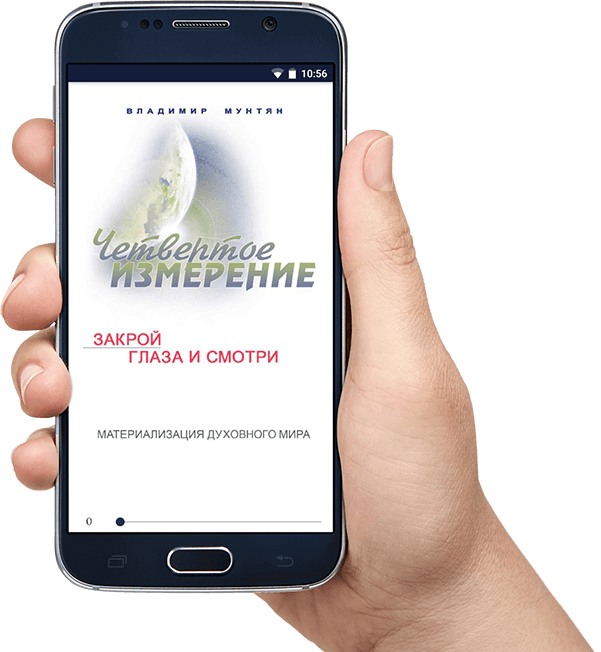 10:56
ВЛАДИМИР МУНТЯН
Четвертое
ИЗМЕРЕНИЕ
ЗАКРОЙ
ГЛАЗА И СМОТРИ
МАТЕРИАЛИЗАЦИЯ ДУХОВНОГО МИРА
0